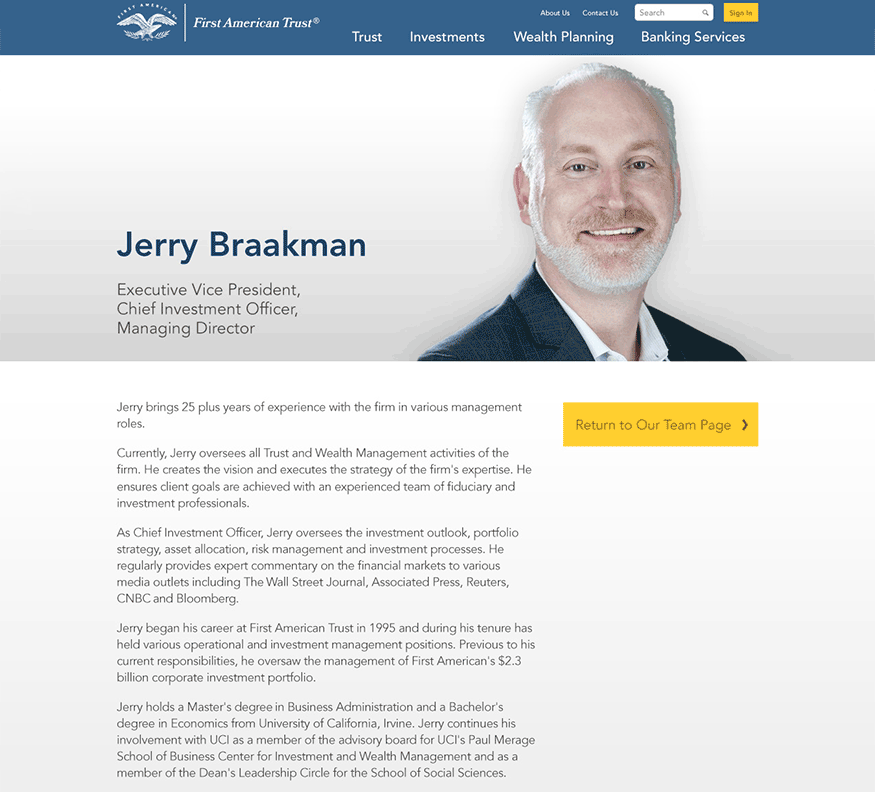 FIRST AMERICAN
First American Trust®
About Us
Contact Us
Search
Sign In
Trust
Investments
Wealth Planning
Banking Services
Jerry Braakman
Executive Vice President,
Chief Investment Officer,
Managing Director
Jerry brings 25 plus years of experience with the firm in various management
roles.
Currently, Jerry oversees all Trust and Wealth Management activities of the
firm. He creates the vision and executes the strategy of the firm's expertise. He
ensures client goals are achieved with an experienced team of fiduciary and
investment professionals.
As Chief Investment Officer, Jerry oversees the investment outlook, portfolio
strategy, asset allocation, risk management and investment processes. He
regularly provides expert commentary on the financial markets to various
media outlets including The Wall Street Journal, Associated Press, Reuters,
CNBC and Bloomberg.
Jerry began his career at First American Trust in 1995 and during his tenure has
held various operational and investment management positions. Previous to his
current responsibilities, he oversaw the management of First American's $2.3
billion corporate investment portfolio.
Jerry holds a Master's degree in Business Administration and a Bachelor's
degree in Economics from University of California, Irvine. Jerry continues his
involvement with UCI as a member of the advisory board for UCI's Paul Merage
School of Business Center for Investment and Wealth Management and as a
member of the Dean's Leadership Circle for the School of Social Sciences.
Return to Our Team Page ❯